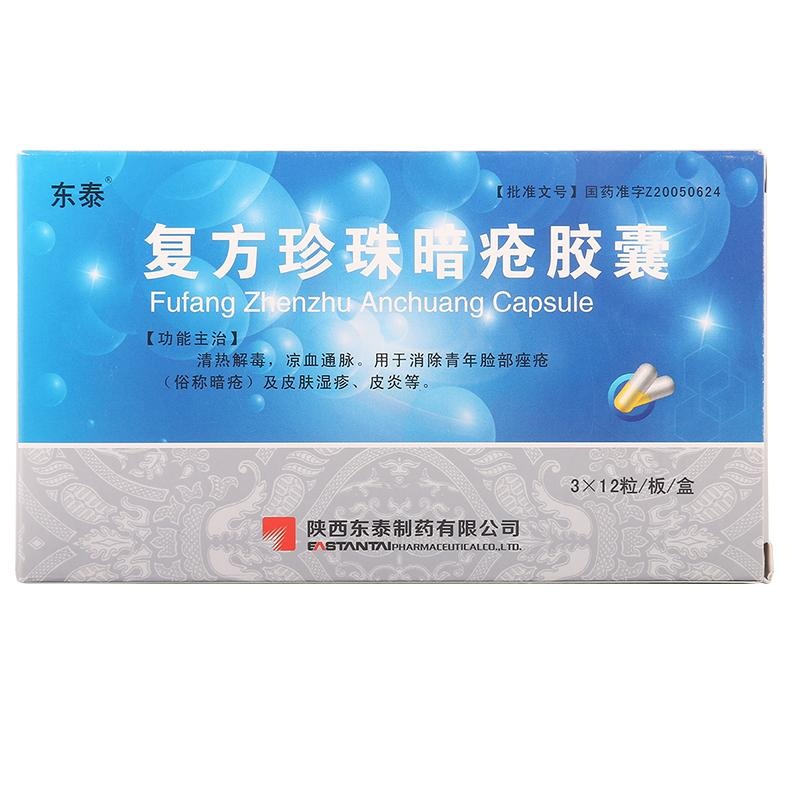 东泰®
【批准文号】国药准字Z20050624
复方珍珠暗疮胶囊
Fufang Zhenzhu Anchuang Capsule
【功能主治】
清热解毒，凉血通脉。用于消除青年脸部痤疮
（俗称暗疮）及皮肤湿疹、皮炎等。
3×12粒/板/盒
陕西东泰制药有限公司
EASTANTAI PHARMACEUTICAL CO., LTD.